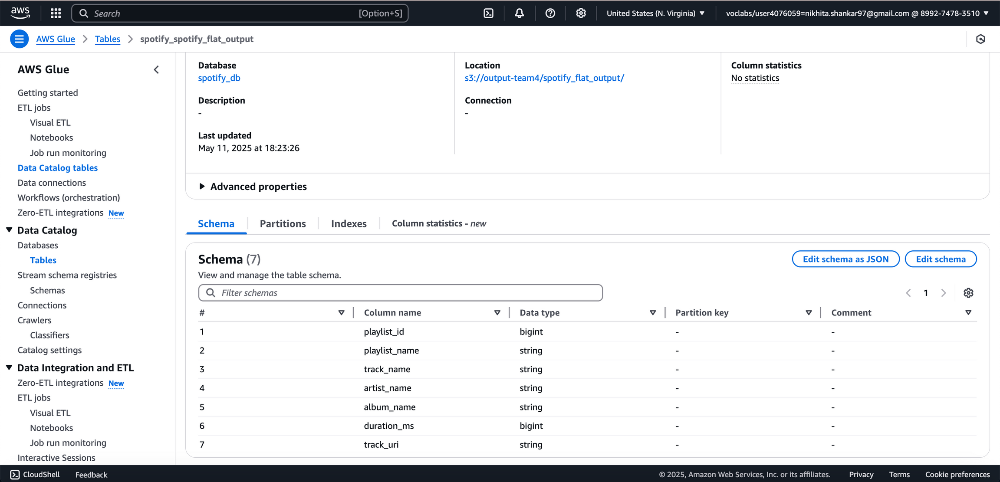 aws
Search [Option+S]
United States (N. Virginia)
voclabs/user4076059=nikhita.shankar97@gmail.com @ 8992-7478-3510
AWS Glue > Tables > spotify_spotify_flat_output
AWS Glue
Getting started
ETL jobs
Visual ETL
Notebooks
Job run monitoring
Data Catalog tables
Data connections
Workflows (orchestration)
Zero-ETL integrations New
Data Catalog
Databases
Tables
Stream schema registries
Schemas
Connections
Crawlers
Classifiers
Catalog settings
Data Integration and ETL
Zero-ETL integrations New
ETL jobs
Visual ETL
Notebooks
Job run monitoring
Interactive Sessions
Database
spotify_db
Description
-
Last updated
May 11, 2025 at 18:23:26
Location
s3://output-team4/spotify_flat_output/
Connection
-
Column statistics
No statistics
Advanced properties
Schema Partitions Indexes Column statistics - new
Schema (7)
View and manage the table schema.
Edit schema as JSON
Edit schema
Filter schemas
1
# Column name Data type Partition key Comment
1 playlist_id bigint - -
2 playlist_name string - -
3 track_name string - -
4 artist_name string - -
5 album_name string - -
6 duration_ms bigint - -
7 track_uri string - -
CloudShell Feedback
© 2025, Amazon Web Services, Inc. or its affiliates. Privacy Terms Cookie preferences